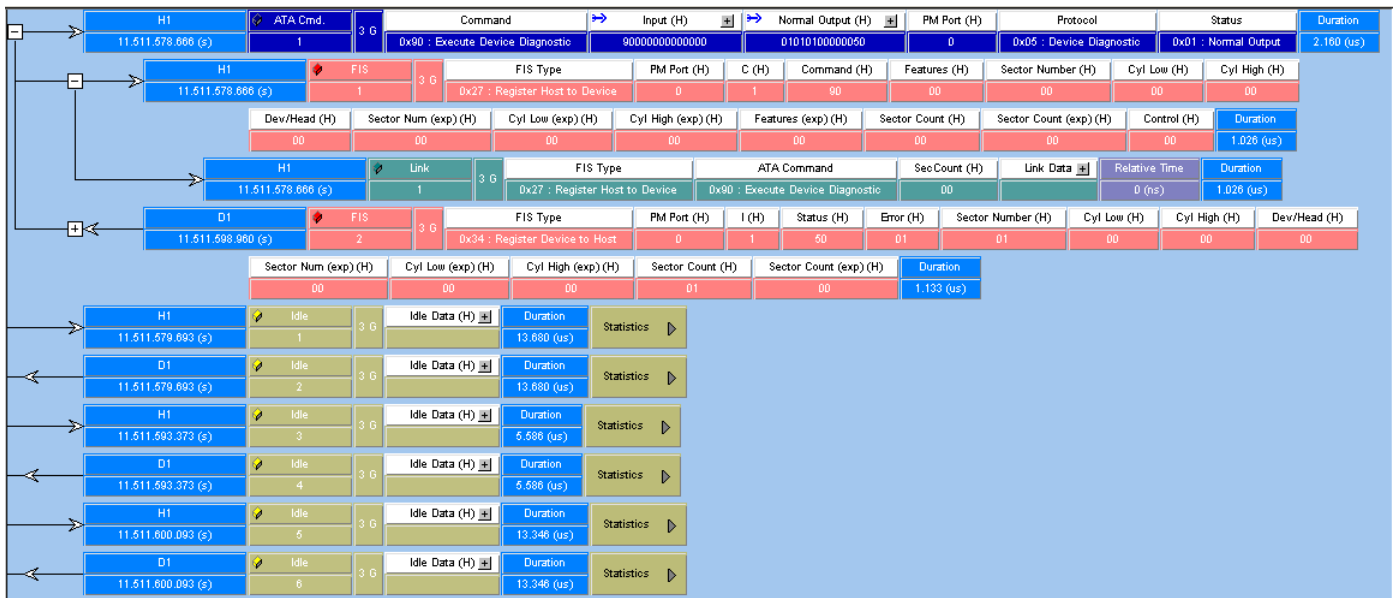 H1 ATA Cmd. 3 G Command Input (H) Normal Output (H) PM Port (H) Protocol Status Duration
11.511.578.666 (s) 1 0x90 : Execute Device Diagnostic 90000000000000 01010100000050 0 0x05 : Device Diagnostic 0x01 : Normal Output 2.160 (us)
H1 FIS 3 G FIS Type PM Port (H) C (H) Command (H) Features (H) Sector Number (H) Cyl Low (H) Cyl High (H)
11.511.578.666 (s) 1 0x27 : Register Host to Device 0 1 90 00 00 00 00
Dev/Head (H) Sector Num (exp) (H) Cyl Low (exp) (H) Cyl High (exp) (H) Features (exp) (H) Sector Count (H) Sector Count (exp) (H) Control (H) Duration
00 00 00 00 00 00 00 00 1.026 (us)
H1 Link 3 G FIS Type ATA Command SecCount (H) Link Data Relative Time Duration
11.511.578.666 (s) 1 0x27 : Register Host to Device 0x90 : Execute Device Diagnostic 00 0 (ns) 1.026 (us)
D1 FIS 3 G FIS Type PM Port (H) I (H) Status (H) Error (H) Sector Number (H) Cyl Low (H) Cyl High (H) Dev/Head (H)
11.511.598.960 (s) 2 0x34 : Register Device to Host 0 1 50 01 01 00 00 00
Sector Num (exp) (H) Cyl Low (exp) (H) Cyl High (exp) (H) Sector Count (H) Sector Count (exp) (H) Duration
00 00 00 01 00 1.133 (us)
H1 Idle 3 G Idle Data (H) Duration Statistics
11.511.579.693 (s) 1 13.680 (us)
D1 Idle 3 G Idle Data (H) Duration Statistics
11.511.579.693 (s) 2 13.680 (us)
H1 Idle 3 G Idle Data (H) Duration Statistics
11.511.593.373 (s) 3 5.586 (us)
D1 Idle 3 G Idle Data (H) Duration Statistics
11.511.593.373 (s) 4 5.586 (us)
H1 Idle 3 G Idle Data (H) Duration Statistics
11.511.600.093 (s) 5 13.346 (us)
D1 Idle 3 G Idle Data (H) Duration Statistics
11.511.600.093 (s) 6 13.346 (us)